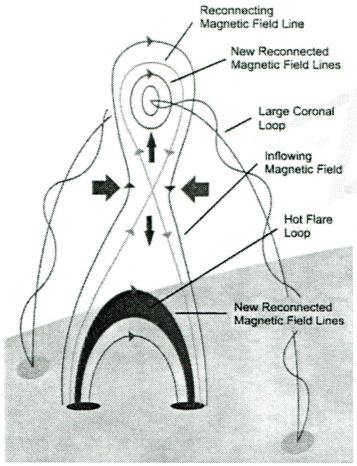 Reconnecting
Magnetic Field Line
New Reconnected
Magnetic Field Lines
Large Coronal
Loop
Inflowing
Magnetic Field
Hot Flare
Loop
New Reconnected
Magnetic Field Lines